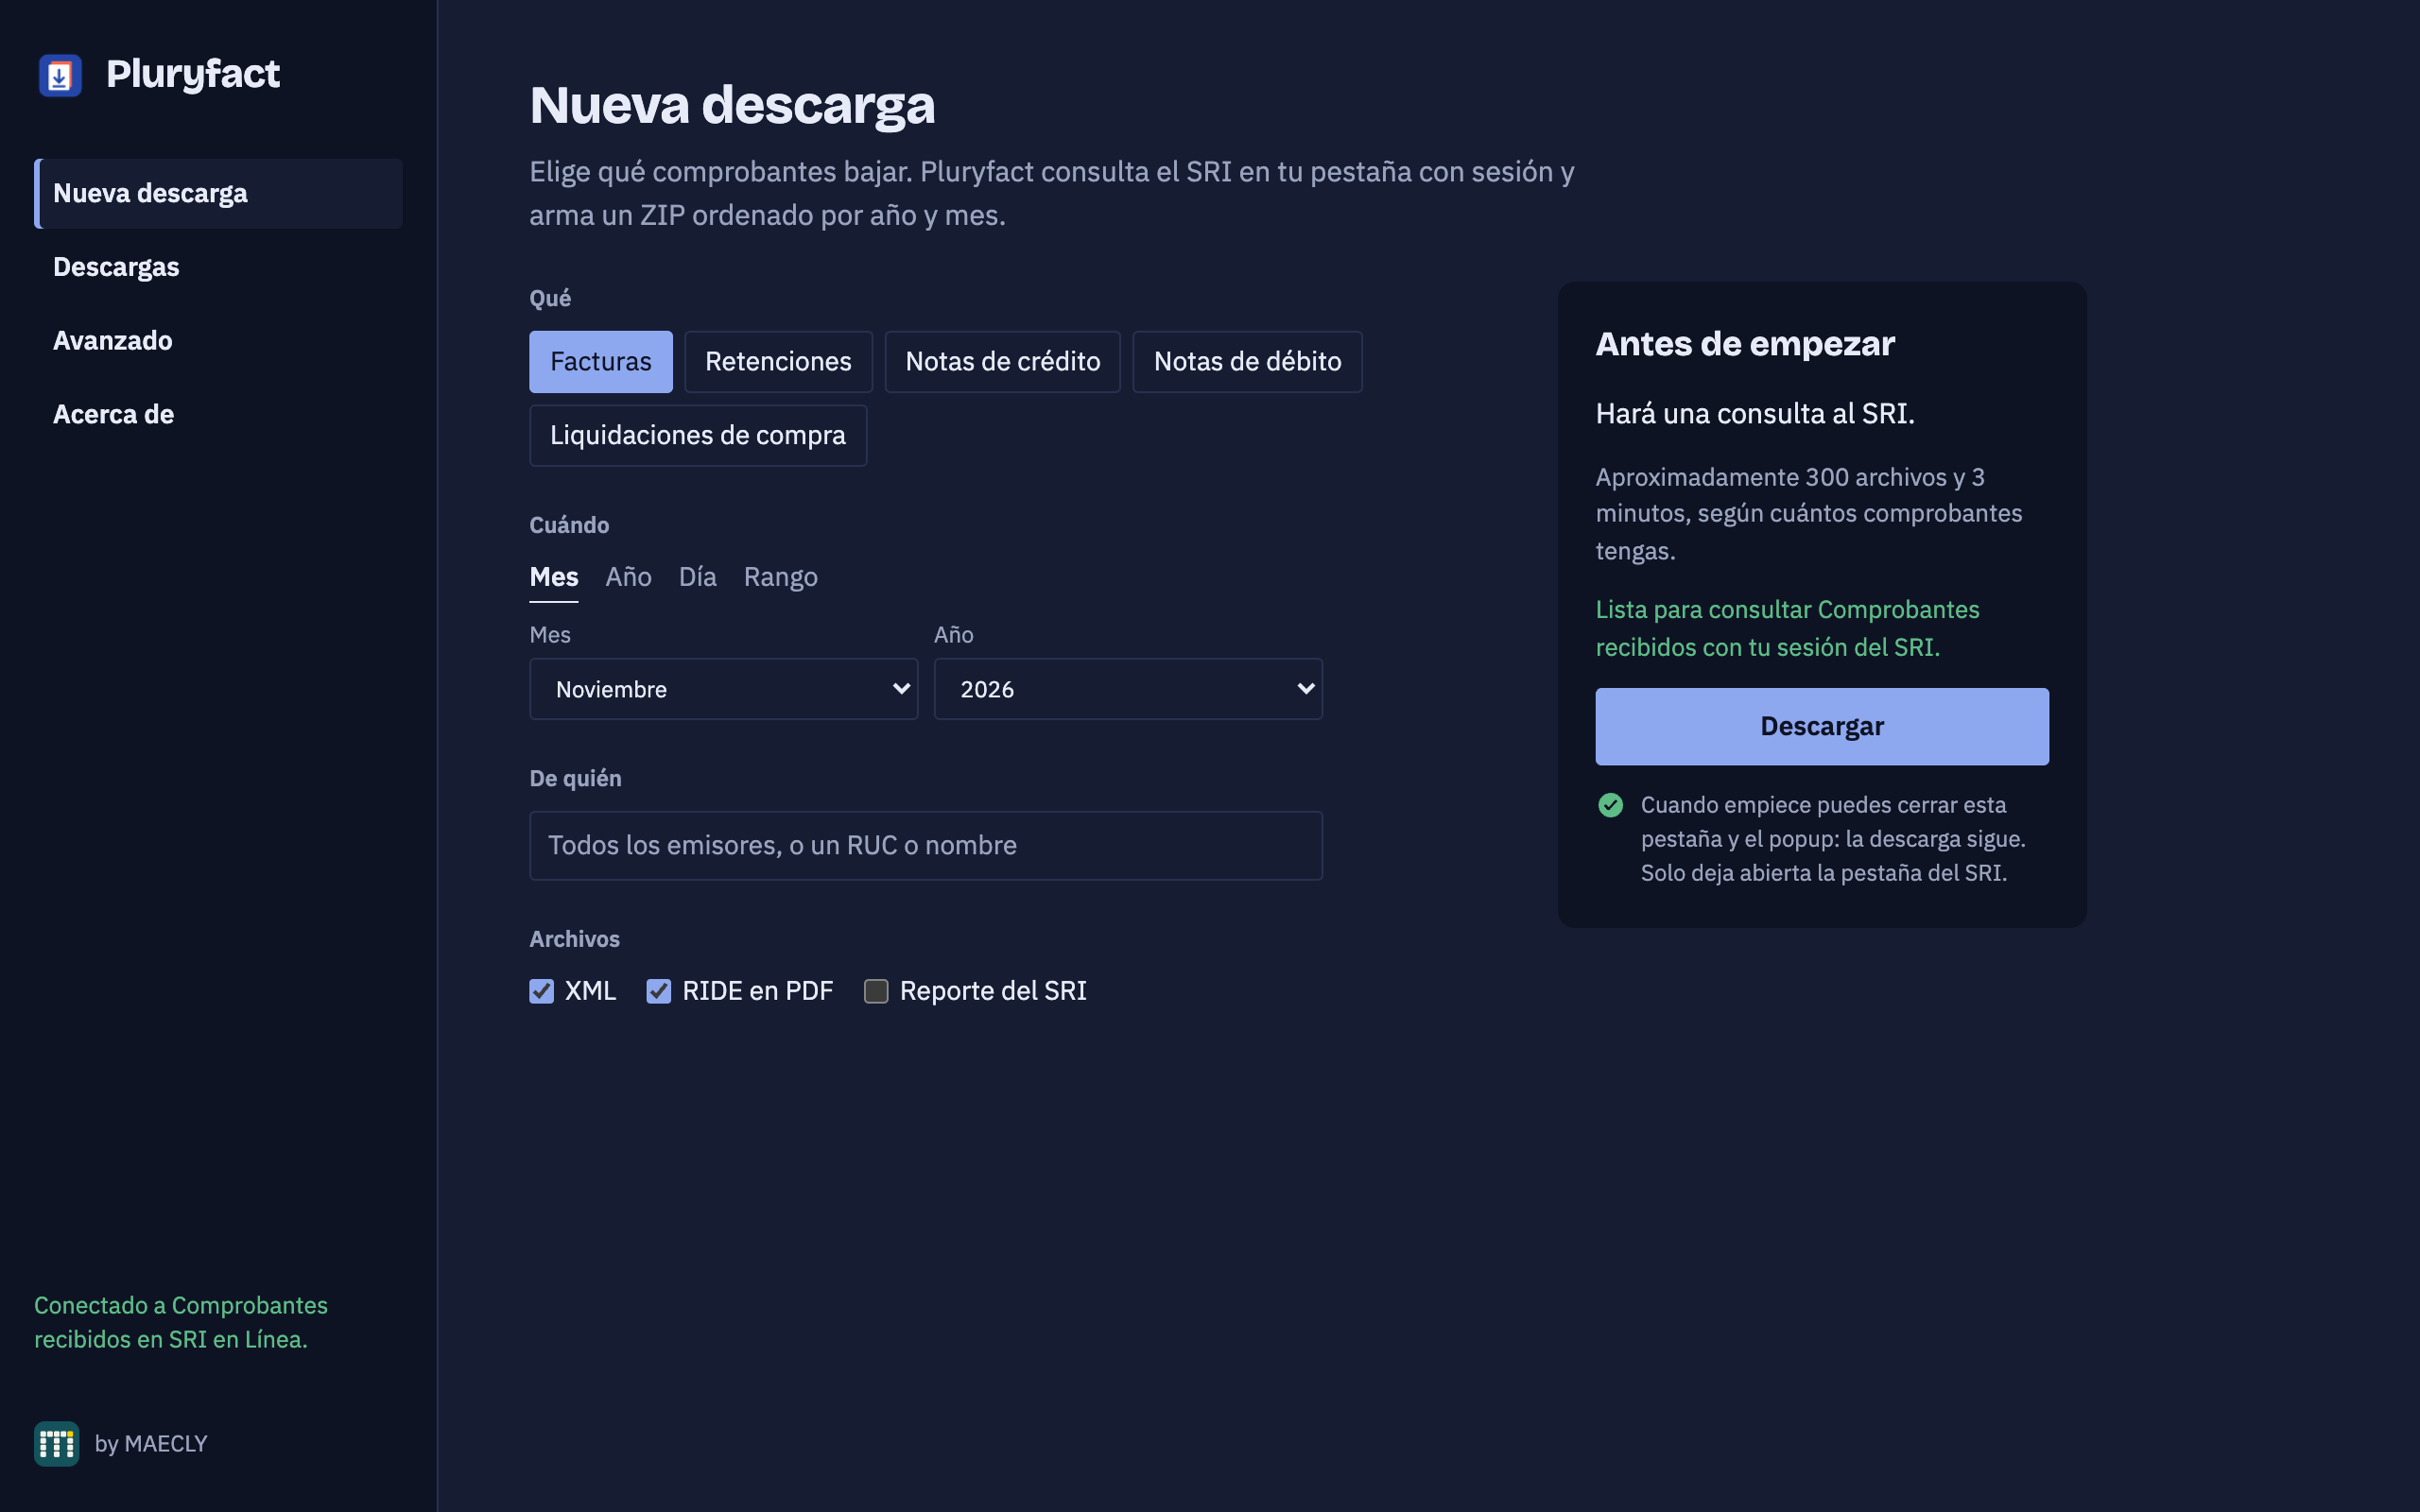 Pluryfact
Nueva descarga
Descargas
Avanzado
Acerca de
Conectado a Comprobantes
recibidos en SRI en Línea.
by MAECLY
Nueva descarga
Elige qué comprobantes bajar. Pluryfact consulta el SRI en tu pestaña con sesión y
arma un ZIP ordenado por año y mes.
Qué
Facturas Retenciones Notas de crédito Notas de débito
Liquidaciones de compra
Cuándo
Mes Año Día Rango
Mes Año
Noviembre 2026
De quién
Todos los emisores, o un RUC o nombre
Archivos
XML RIDE en PDF Reporte del SRI
Antes de empezar
Hará una consulta al SRI.
Aproximadamente 300 archivos y 3
minutos, según cuántos comprobantes
tengas.
Lista para consultar Comprobantes
recibidos con tu sesión del SRI.
Descargar
Cuando empiece puedes cerrar esta
pestaña y el popup: la descarga sigue.
Solo deja abierta la pestaña del SRI.